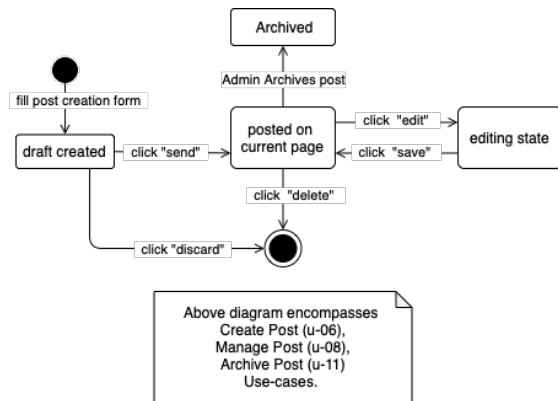 Archived
Admin Archives post
fill post creation form
draft created
click "send"
posted on
current page
click "edit"
click "save"
editing state
click "delete"
click "discard"
Above diagram encompasses
Create Post (u-06),
Manage Post (u-08),
Archive Post (u-11)
Use-cases.